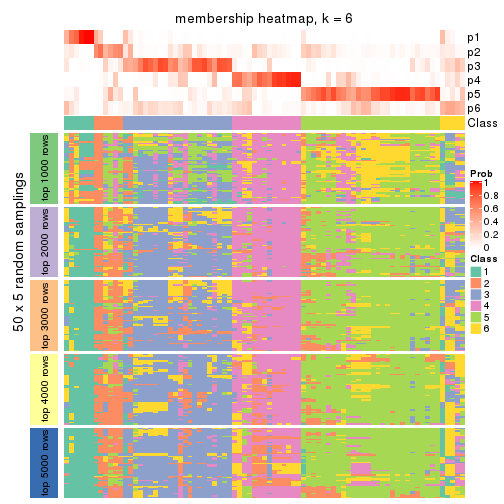 membership heatmap, k = 6
p1
p2
p3
p4
p5
p6
Class
50 x 5 random samplings
top 1000 rows
top 2000 rows
top 3000 rows
top 4000 rows
top 5000 rows
Prob
1
0.8
0.6
0.4
0.2
0
Class
1
2
3
4
5
6